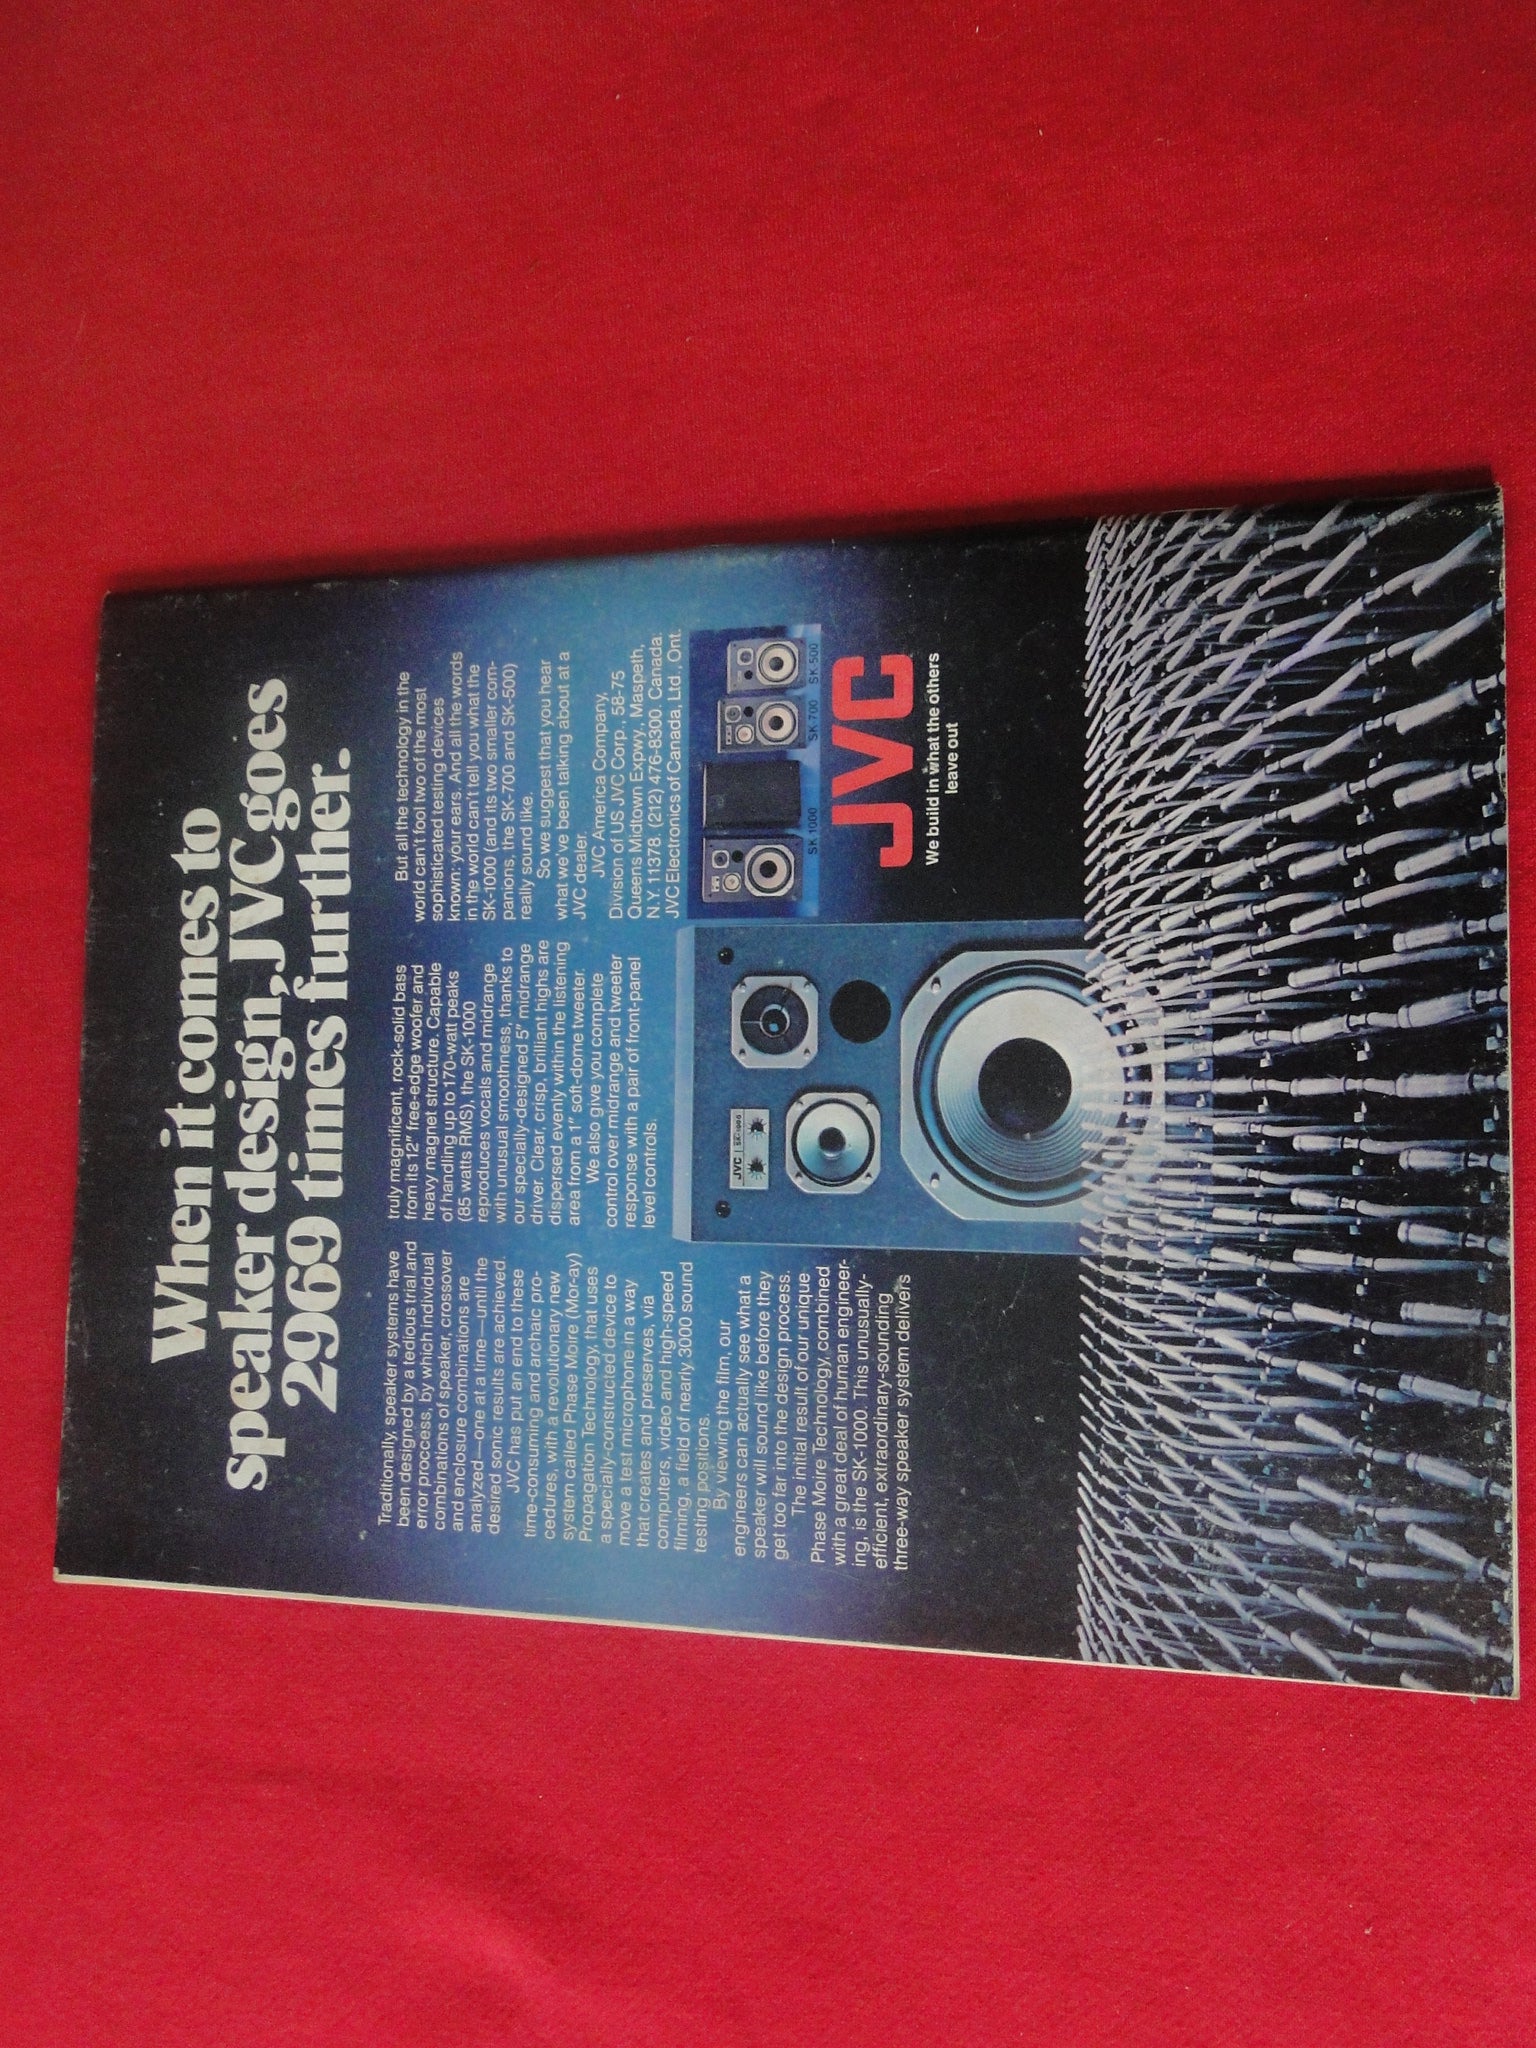 When it comes to
speaker design, JVC goes
2969 times further.
Traditionally, speaker systems have
been designed by a tedious trial and
error proccess, by which individual
combinations of speaker, crossover
and enclosure combinations are
analyzed—one at a time—until the
desired sonic results are achieved.
JVC has put an end to these
time-consuming and archaic pro-
cedures, with a revolutionary new
system called Phase Moire (Mor-ay)
Propagation Technology, that uses
a specially-constructed device to
move a test microphone in a way
that creates and preserves, via
computers, video and high-speed
filming, a field of nearly 3000 sound
testing positions.
By viewing the film, our
engineers can actually see what a
speaker will sound like before they
get too far into the design process.
The initial result of our unique
Phase Moire Technology, combined
with a great deal of human engineer-
ing, is the SK-1000. This unusually-
efficient, extraordinary-sounding
three-way speaker system delivers
truly magnificent, rock-solid bass
from its 12" free-edge woofer and
heavy magnet structure. Capable
of handling up to 170-watt peaks
(85 watts RMS), the SK-1000
reproduces vocals and midrange
with unusual smoothness, thanks to
our specially-designed 5" midrange
driver. Clear, crisp, brilliant highs are
dispersed evenly within the listening
area from a 1" soft-dome tweeter.
We also give you complete
control over midrange and tweeter
response with a pair of front-panel
level controls.
But all the technology in the
world can't fool two of the most
sophisticated testing devices
known: your ears. And all the words
in the world can't tell you what the
SK-1000 (and its two smaller com-
panions, the SK-700 and SK-500)
really sound like.
So we suggest that you hear
what we've been talking about at a
JVC dealer.
JVC America Company,
Division of US JVC Corp., 58-75
Queens Midtown Expwy., Maspeth,
N.Y. 11378. (212) 476-8300. Canada:
JVC Electronics of Canada, Ltd., Ont.
JVC SK-1000
SK 1000 SK 700 SK 500
JVC
We build in what the others
leave out